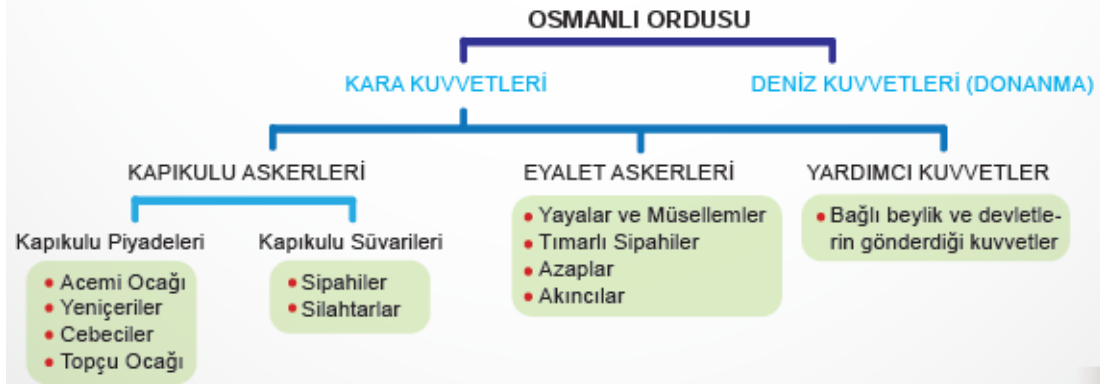 OSMANLI ORDUSU
KARA KUVVETLERİ
DENİZ KUVVETLERİ (DONANMA)
KAPIKULU ASKERLERİ
EYALET ASKERLERİ
YARDIMCI KUVVETLER
Kapıkulu Piyadeleri
Kapıkulu Süvarileri
• Acemi Ocağı
• Yeniçeriler
• Cebeciler
• Topçu Ocağı
• Sipahiler
• Silahtarlar
• Yayalar ve Müsellemler
• Tımarlı Sipahiler
• Azaplar
• Akıncılar
• Bağlı beylik ve devletle-
rin gönderdiği kuvvetler